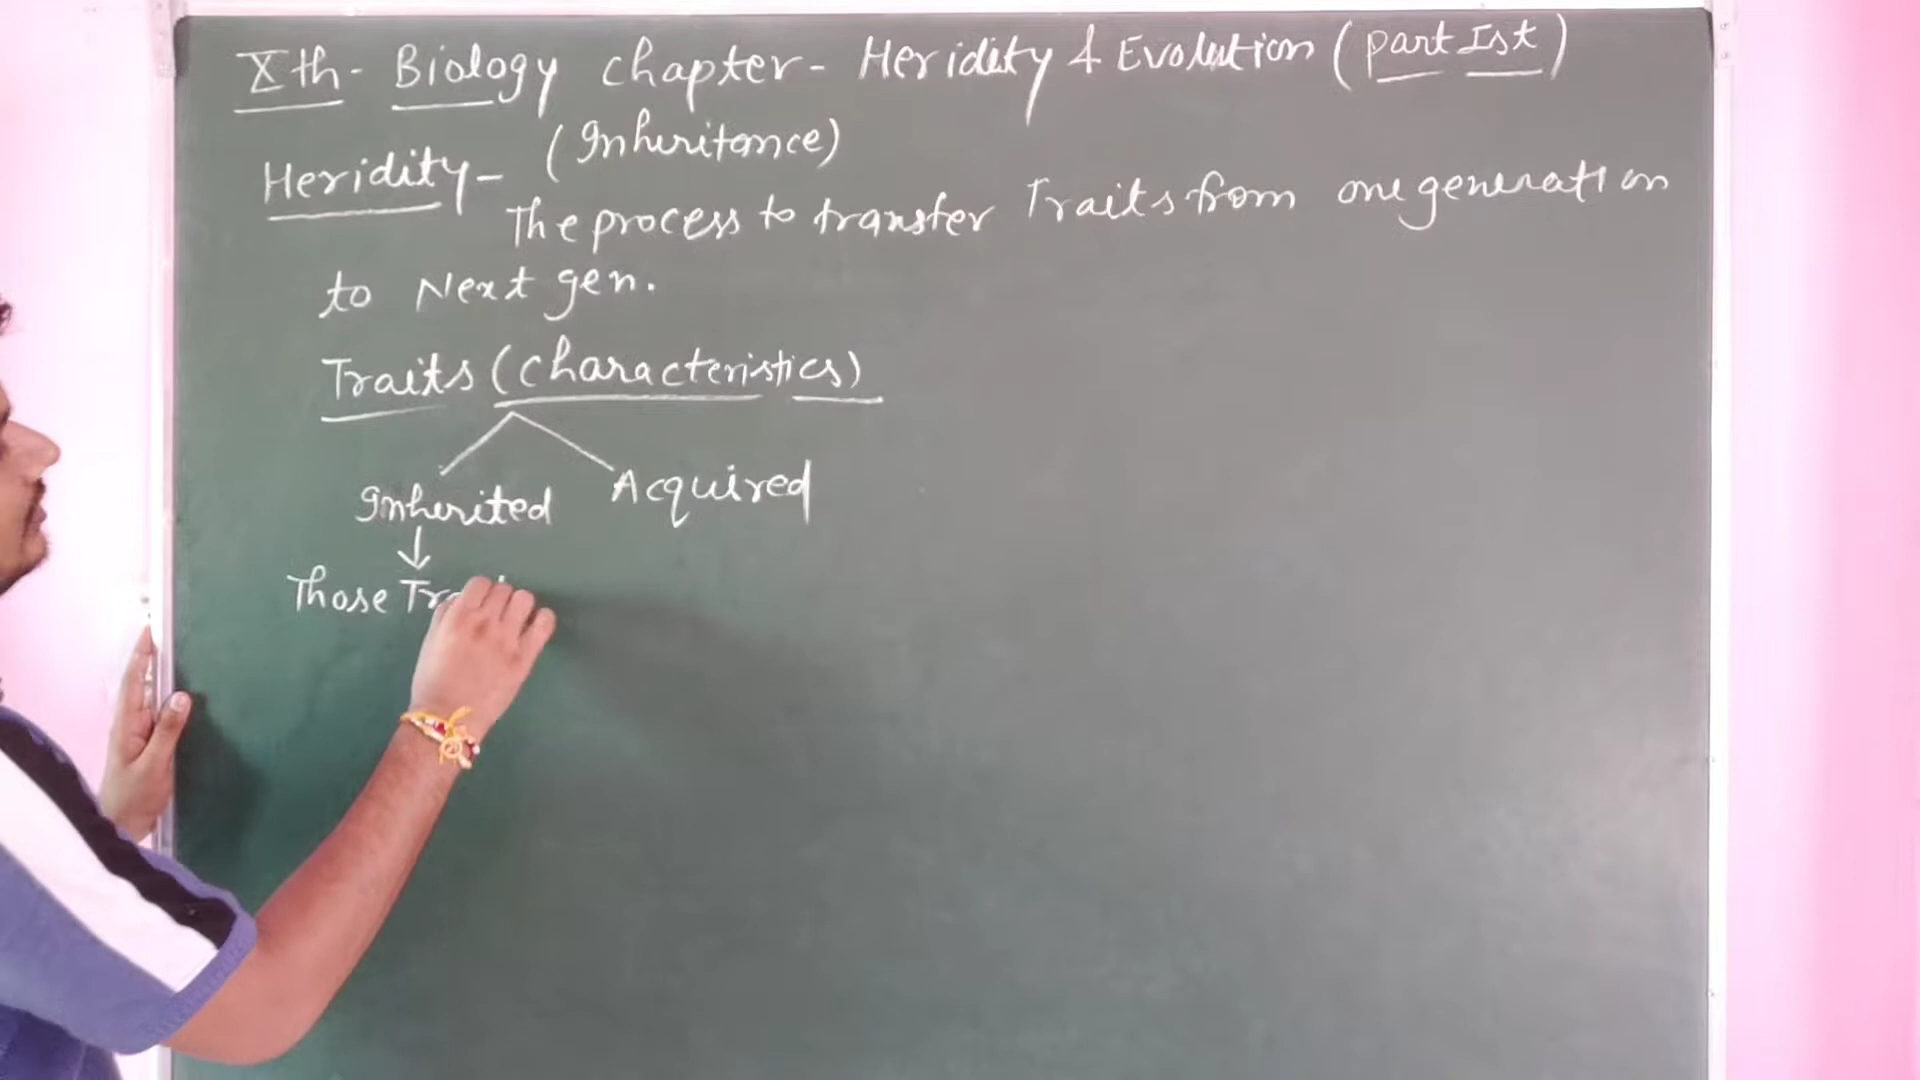 Xth - Biology chapter - Heridity & Evolution (part Ist)
Heridity - (Inheritance)
The process to transfer Traits from one generation
to Next gen.
Traits (characteristics)
Inherited Acquired
Those